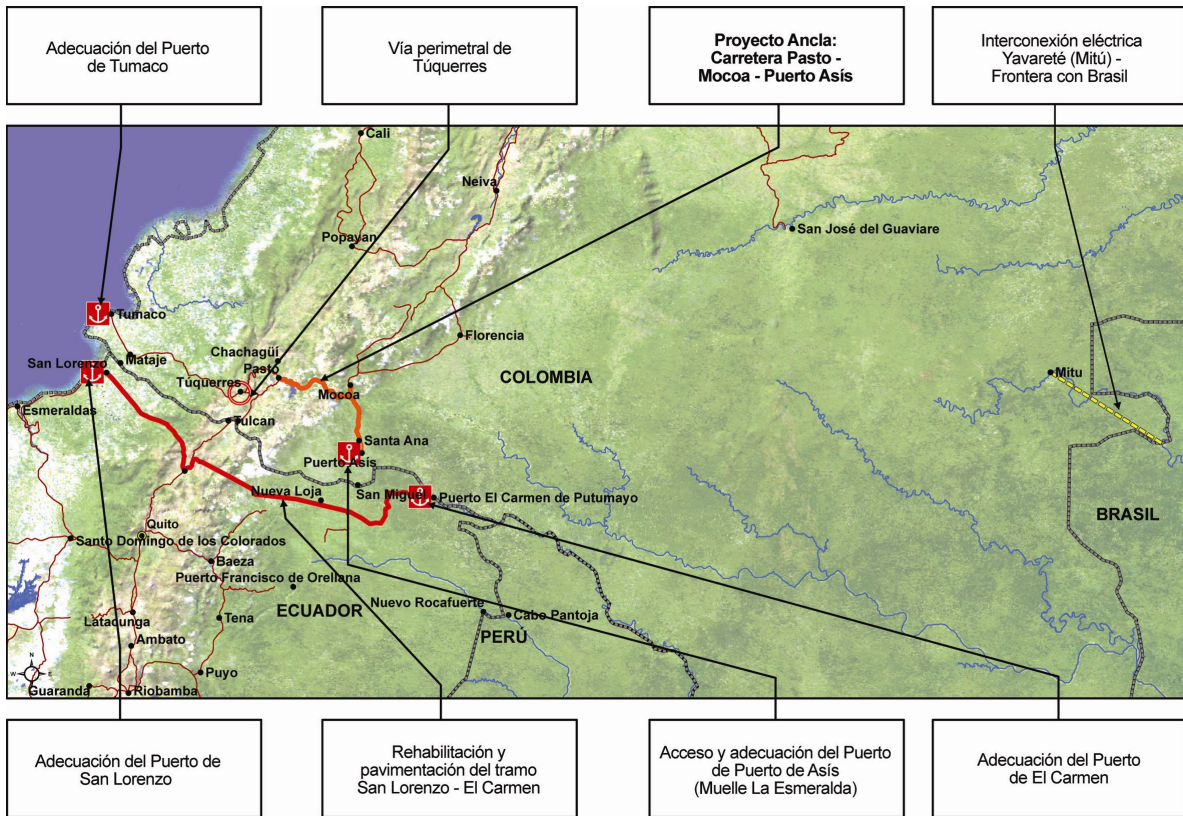 Adecuación del Puerto
de Tumaco
Vía perimetral de
Túquerres
Proyecto Ancla:
Carretera Pasto -
Mocoa - Puerto Asís
Interconexión eléctrica
Yavareté (Mitú) -
Frontera con Brasil
Cali
Neiva
Popayan
San José del Guaviare
Tumaco
Florencia
Mataje
Chachagüí
San Lorenzo
Pasto
Túquerres
COLOMBIA
Mitu
Mocoa
Esmeraldas
Tulcan
Santa Ana
Puerto Asís
Nueva Loja
San Miguel
Puerto El Carmen de Putumayo
BRASIL
Quito
Santo Domingo de los Colorados
Baeza
Puerto Francisco de Orellana
ECUADOR
Nuevo Rocafuerte
Cabo Pantoja
Latacunga
Tena
PERÚ
Ambato
N
W
E
S
Puyo
Guaranda
Riobamba
Adecuación del Puerto de
San Lorenzo
Rehabilitación y
pavimentación del tramo
San Lorenzo - El Carmen
Acceso y adecuación del Puerto
de Puerto de Asís
(Muelle La Esmeralda)
Adecuación del Puerto
de El Carmen